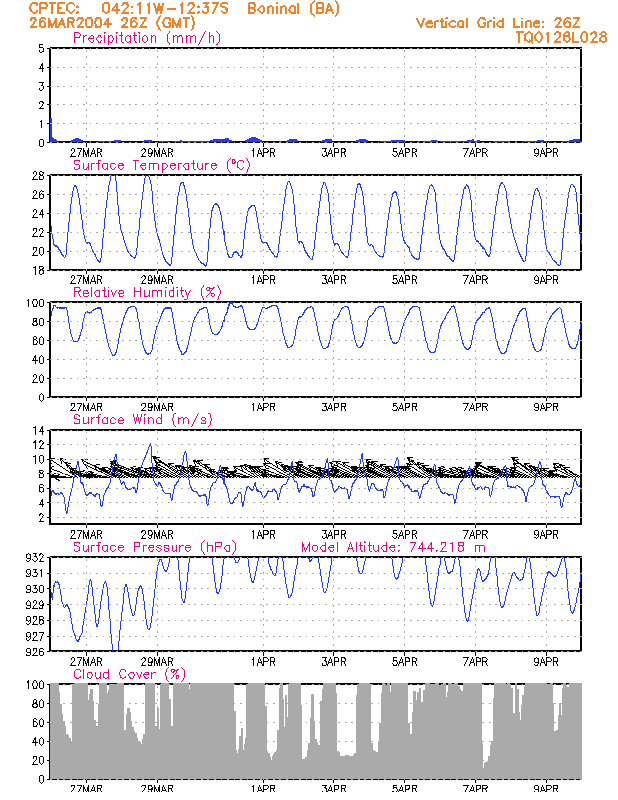 CPTEC: 042:11W-12:37S Boninal (BA)
26MAR2004 26Z (GMT) Vertical Grid Line: 26Z
Precipitation (mm/h) TQ0126L028
5
4
3
2
1
0
27MAR 29MAR 1APR 3APR 5APR 7APR 9APR
Surface Temperature (°C)
28
26
24
22
20
18
27MAR 29MAR 1APR 3APR 5APR 7APR 9APR
Relative Humidity (%)
100
80
60
40
20
0
27MAR 29MAR 1APR 3APR 5APR 7APR 9APR
Surface Wind (m/s)
14
12
10
8
6
4
2
27MAR 29MAR 1APR 3APR 5APR 7APR 9APR
Surface Pressure (hPa) Model Altitude: 744.218 m
932
931
930
929
928
927
926
27MAR 29MAR 1APR 3APR 5APR 7APR 9APR
Cloud Cover (%)
100
80
60
40
20
0
27MAR 29MAR 1APR 3APR 5APR 7APR 9APR